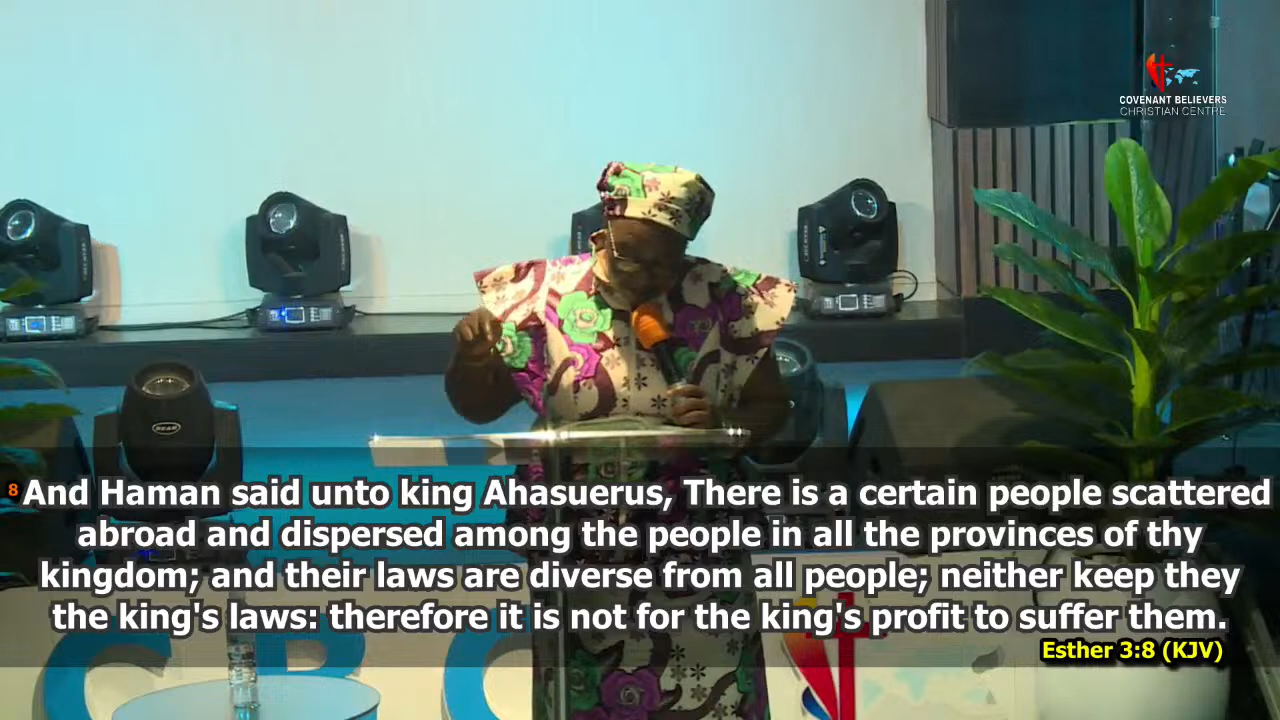 COVENANT BELIEVERS
CHRISTIAN CENTRE
8 And Haman said unto king Ahasuerus, There is a certain people scattered
abroad and dispersed among the people in all the provinces of thy
kingdom; and their laws are diverse from all people; neither keep they
the king's laws: therefore it is not for the king's profit to suffer them.
Esther 3:8 (KJV)